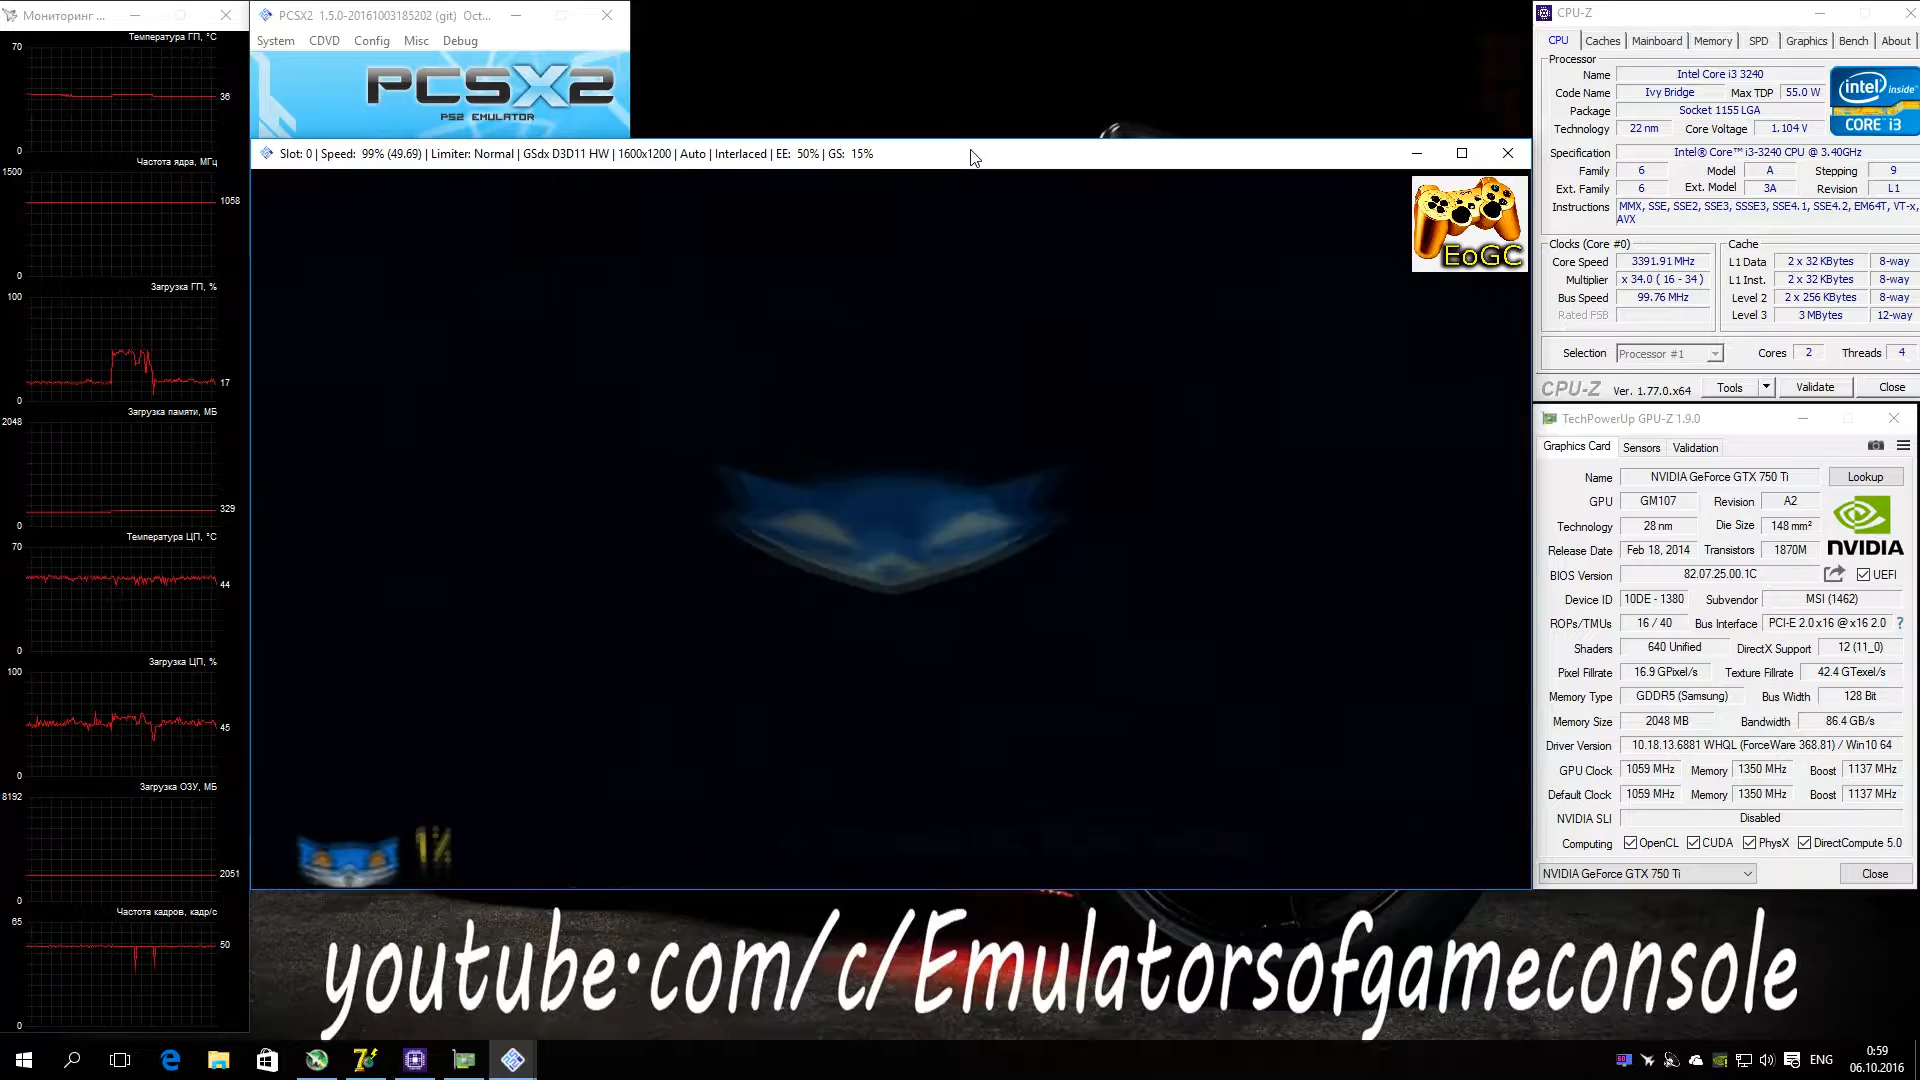 Мониторинг ...
Температура ГП, °C
70
36
0
Частота ядра, МГц
1500
1058
0
Загрузка ГП, %
100
17
0
Загрузка памяти, МБ
2048
329
0
Температура ЦП, °C
70
44
0
Загрузка ЦП, %
100
45
0
Загрузка ОЗУ, МБ
8192
2051
0
Частота кадров, кадр/с
65
50
0
PCSX2 1.5.0-20161003185202 (git) Oct...
System CDVD Config Misc Debug
PCSX2
PS2 EMULATOR
Slot: 0 | Speed: 99% (49.69) | Limiter: Normal | GSdx D3D11 HW | 1600x1200 | Auto | Interlaced | EE: 50% | GS: 15%
EoGC
1%
youtube.com/c/Emulatorsofgameconsole
CPU-Z
CPU Caches Mainboard Memory SPD Graphics Bench About
Processor
Name Intel Core i3 3240
Code Name Ivy Bridge Max TDP 55.0 W
Package Socket 1155 LGA
Technology 22 nm Core Voltage 1.104 V
intel inside™
CORE i3
Specification Intel® Core™ i3-3240 CPU @ 3.40GHz
Family 6 Model A Stepping 9
Ext. Family 6 Ext. Model 3A Revision L1
Instructions MMX, SSE, SSE2, SSE3, SSSE3, SSE4.1, SSE4.2, EM64T, VT-x,
AVX
Clocks (Core #0)
Core Speed 3391.91 MHz
Multiplier x 34.0 ( 16 - 34 )
Bus Speed 99.76 MHz
Rated FSB
Cache
L1 Data 2 x 32 KBytes 8-way
L1 Inst. 2 x 32 KBytes 8-way
Level 2 2 x 256 KBytes 8-way
Level 3 3 MBytes 12-way
Selection Processor #1 Cores 2 Threads 4
CPU-Z Ver. 1.77.0.x64 Tools Validate Close
TechPowerUp GPU-Z 1.9.0
Graphics Card Sensors Validation
Name NVIDIA GeForce GTX 750 Ti Lookup
GPU GM107 Revision A2
Technology 28 nm Die Size 148 mm²
Release Date Feb 18, 2014 Transistors 1870M
NVIDIA
BIOS Version 82.07.25.00.1C UEFI
Device ID 10DE - 1380 Subvendor MSI (1462)
ROPs/TMUs 16 / 40 Bus Interface PCI-E 2.0 x16 @ x16 2.0 ?
Shaders 640 Unified DirectX Support 12 (11_0)
Pixel Fillrate 16.9 GPixel/s Texture Fillrate 42.4 GTexel/s
Memory Type GDDR5 (Samsung) Bus Width 128 Bit
Memory Size 2048 MB Bandwidth 86.4 GB/s
Driver Version 10.18.13.6881 WHQL (ForceWare 368.81) / Win10 64
GPU Clock 1059 MHz Memory 1350 MHz Boost 1137 MHz
Default Clock 1059 MHz Memory 1350 MHz Boost 1137 MHz
NVIDIA SLI Disabled
Computing OpenCL CUDA PhysX DirectCompute 5.0
NVIDIA GeForce GTX 750 Ti Close
60
ENG
0:59
06.10.2016